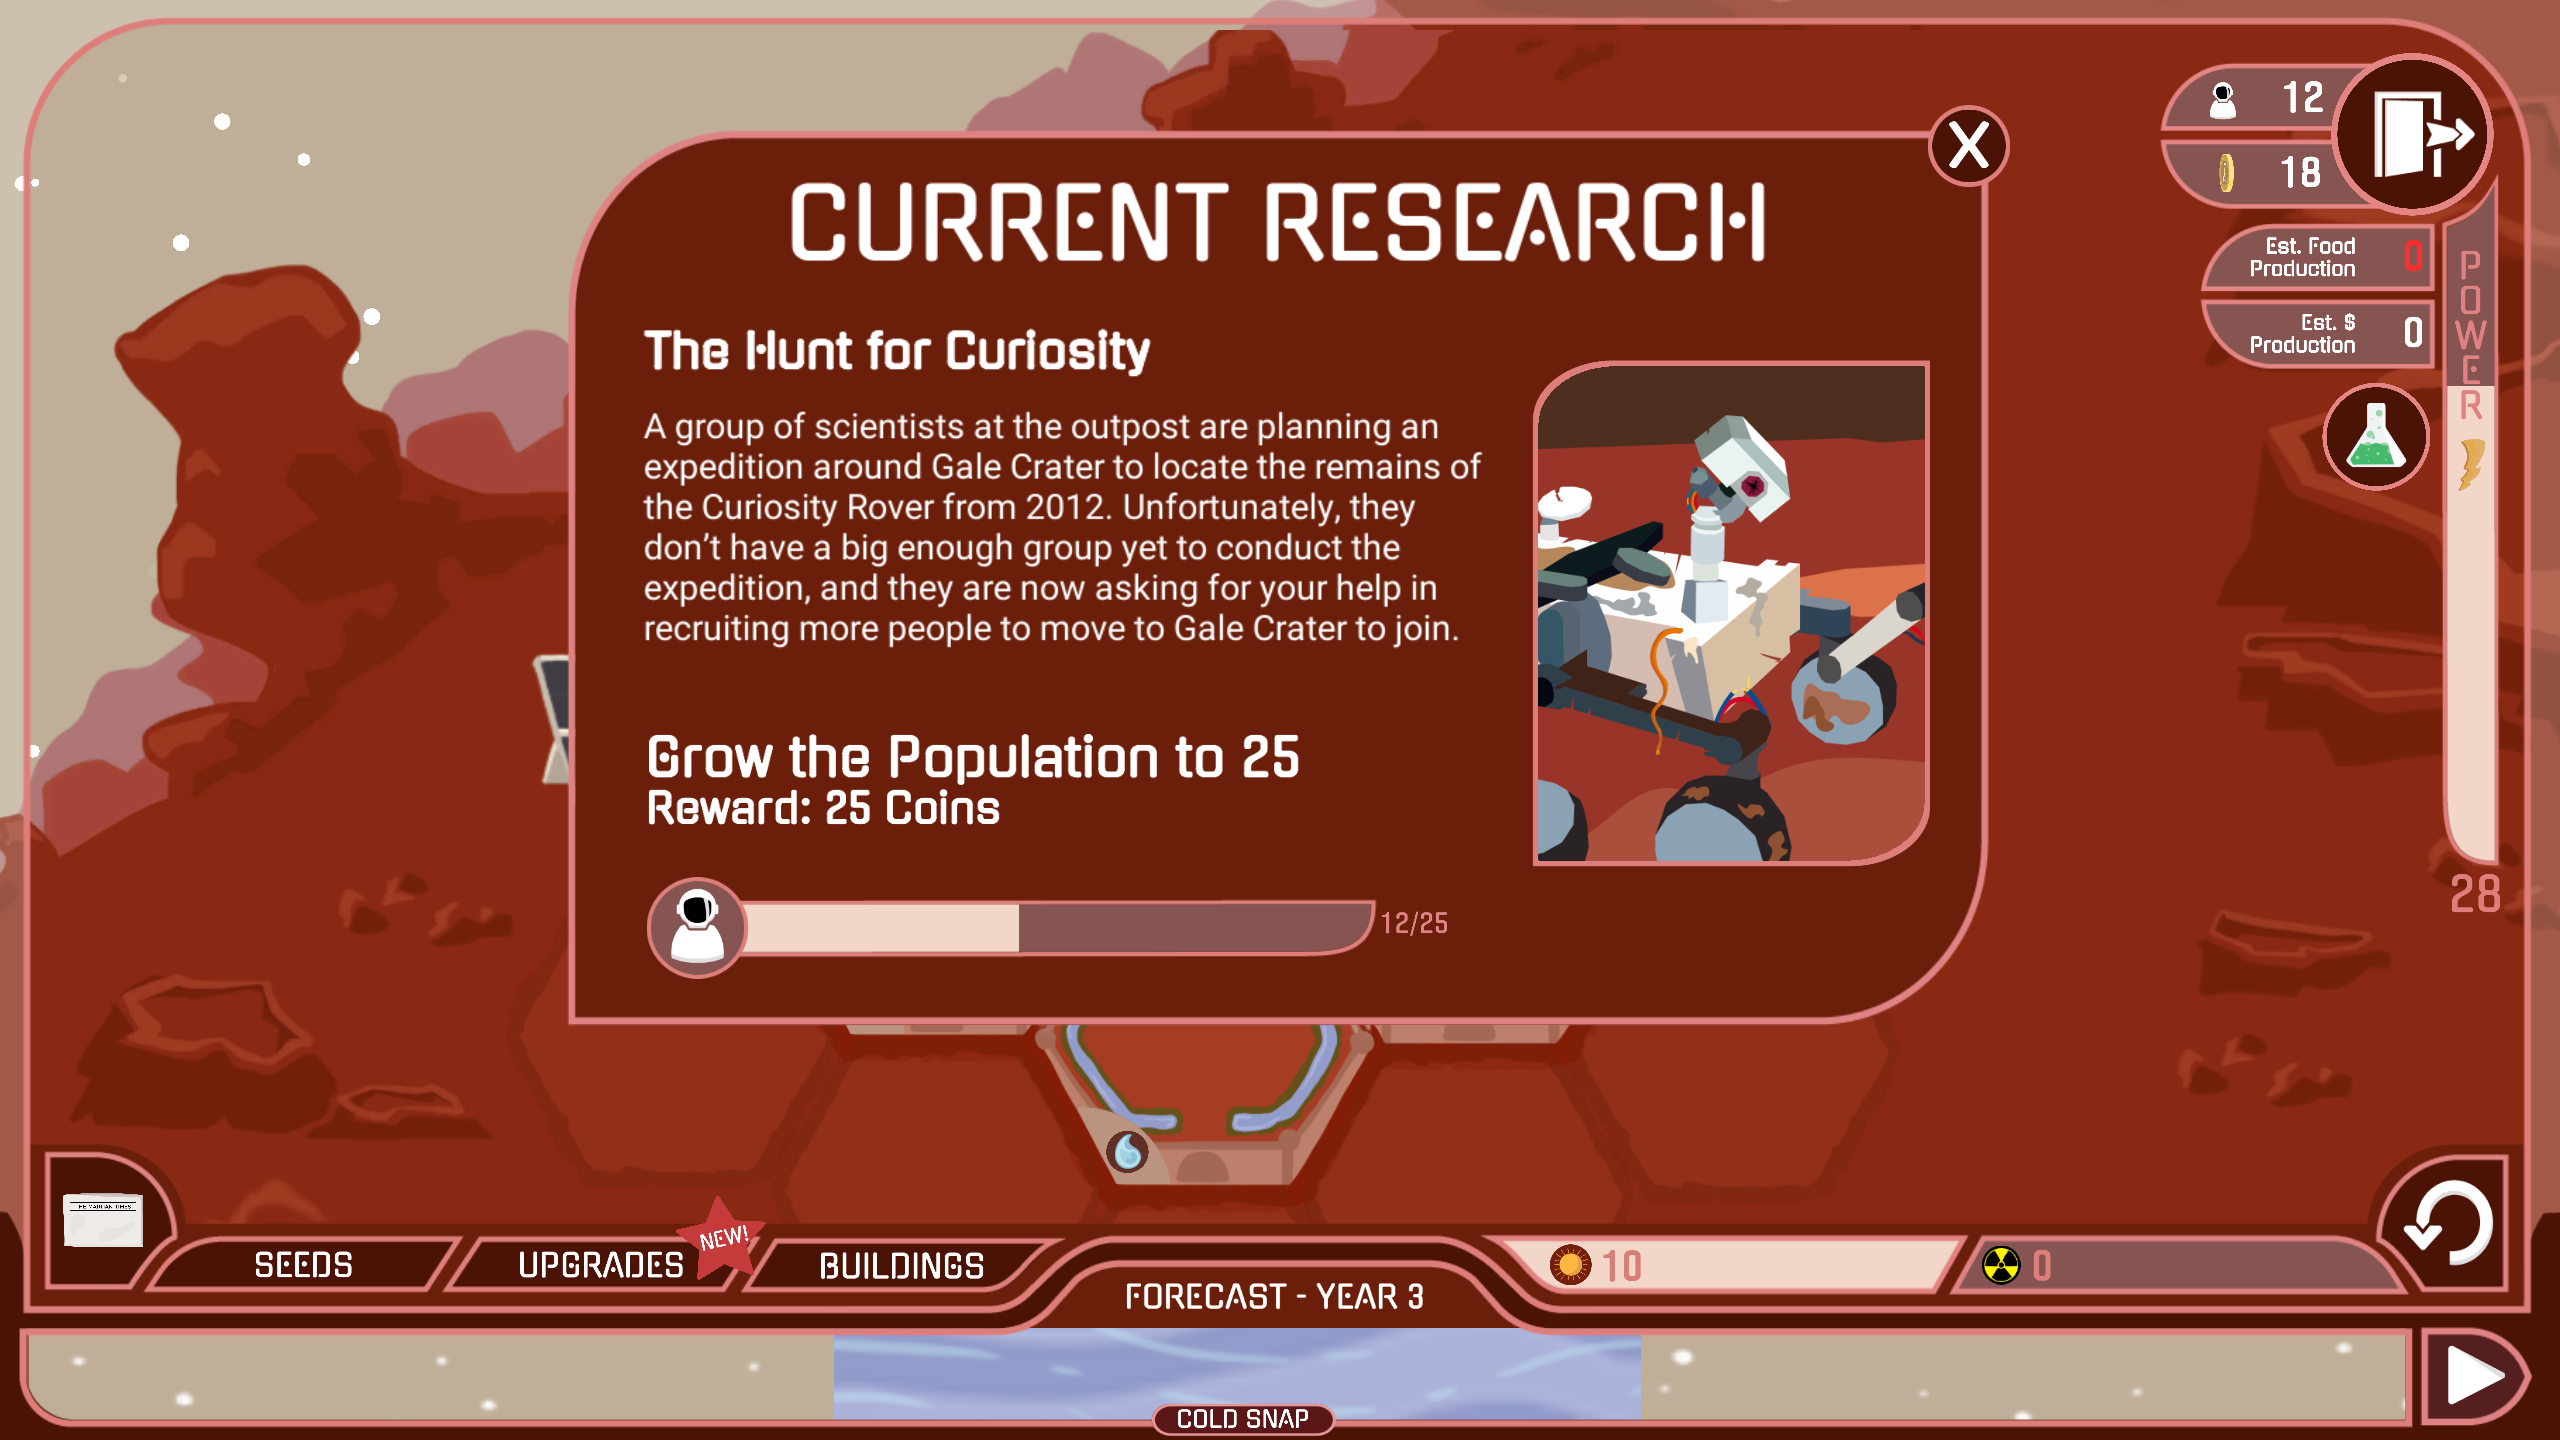 12
18
CURRENT RESEARCH
X
Est. Food
Production 0
Est. $
Production 0
POWER
28
The Hunt for Curiosity
A group of scientists at the outpost are planning an
expedition around Gale Crater to locate the remains of
the Curiosity Rover from 2012. Unfortunately, they
don’t have a big enough group yet to conduct the
expedition, and they are now asking for your help in
recruiting more people to move to Gale Crater to join.
Grow the Population to 25
Reward: 25 Coins
12/25
THE MARTIAN TIMES
SEEDS
UPGRADES
NEW!
BUILDINGS
FORECAST - YEAR 3
10
0
COLD SNAP